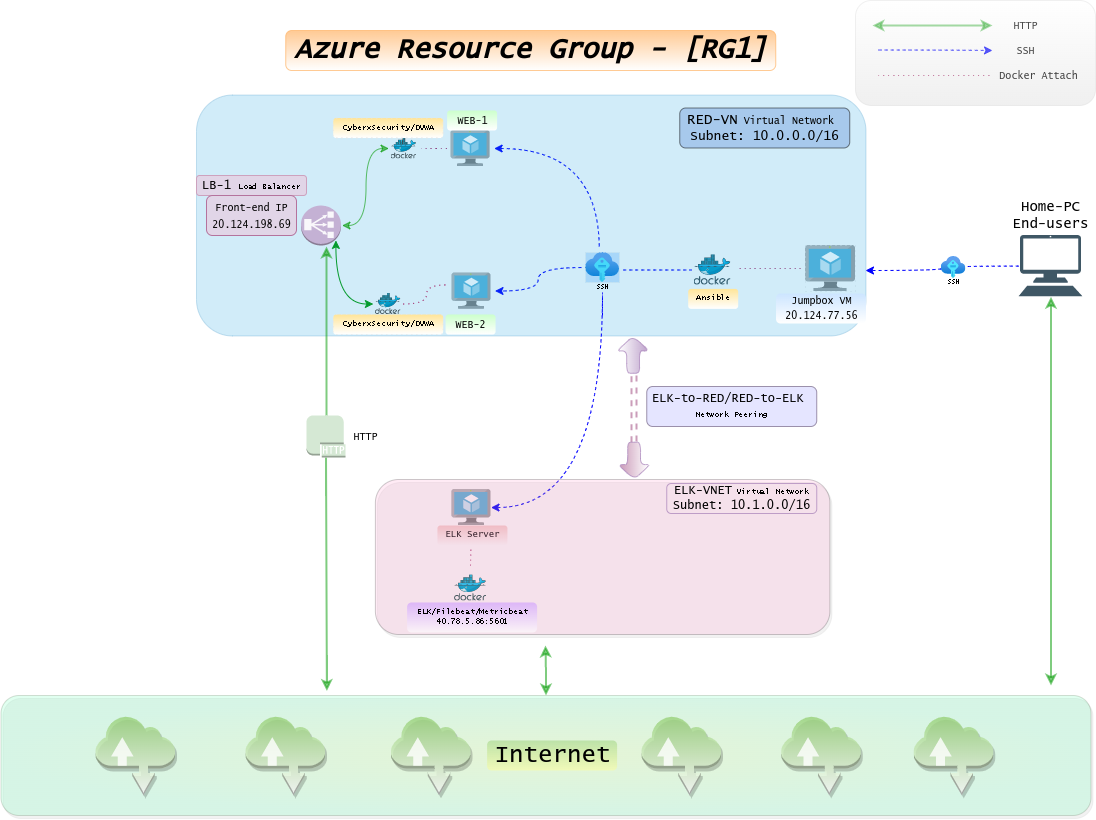 Azure Resource Group - [RG1]
HTTP
SSH
Docker Attach
RED-VN Virtual Network
Subnet: 10.0.0.0/16
CyberxSecurity/DVWA
WEB-1
docker
LB-1 Load Balancer
Front-end IP
20.124.198.69
Home-PC
End-users
SSH
docker
Ansible
Jumpbox VM
20.124.77.56
SSH
docker
CyberxSecurity/DVWA
WEB-2
ELK-to-RED/RED-to-ELK
Network Peering
HTTP
HTTP
ELK-VNET Virtual Network
Subnet: 10.1.0.0/16
ELK Server
docker
ELK/Filebeat/Metricbeat
40.78.5.86:5601
Internet